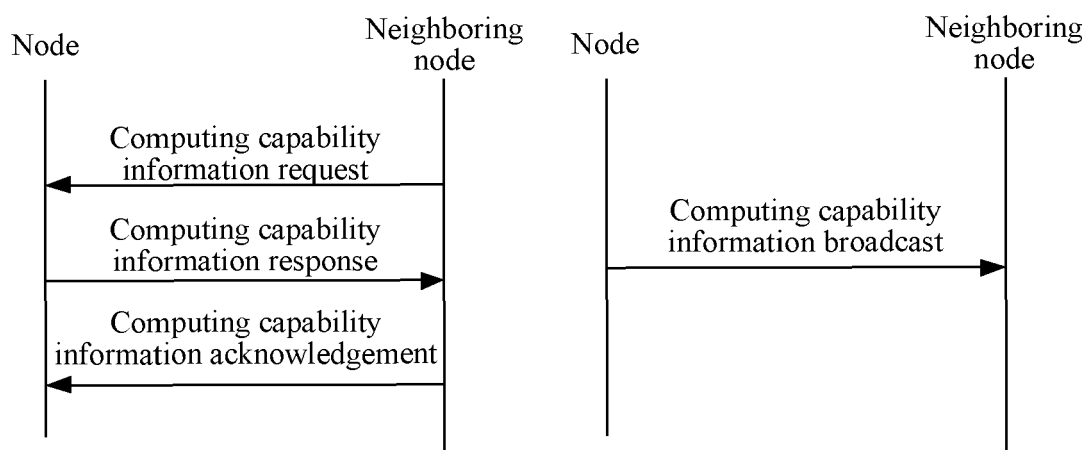 Node
Neighboring
node
Computing capability
information request
Computing capability
information response
Computing capability
information acknowledgement
Node
Neighboring
node
Computing capability
information broadcast